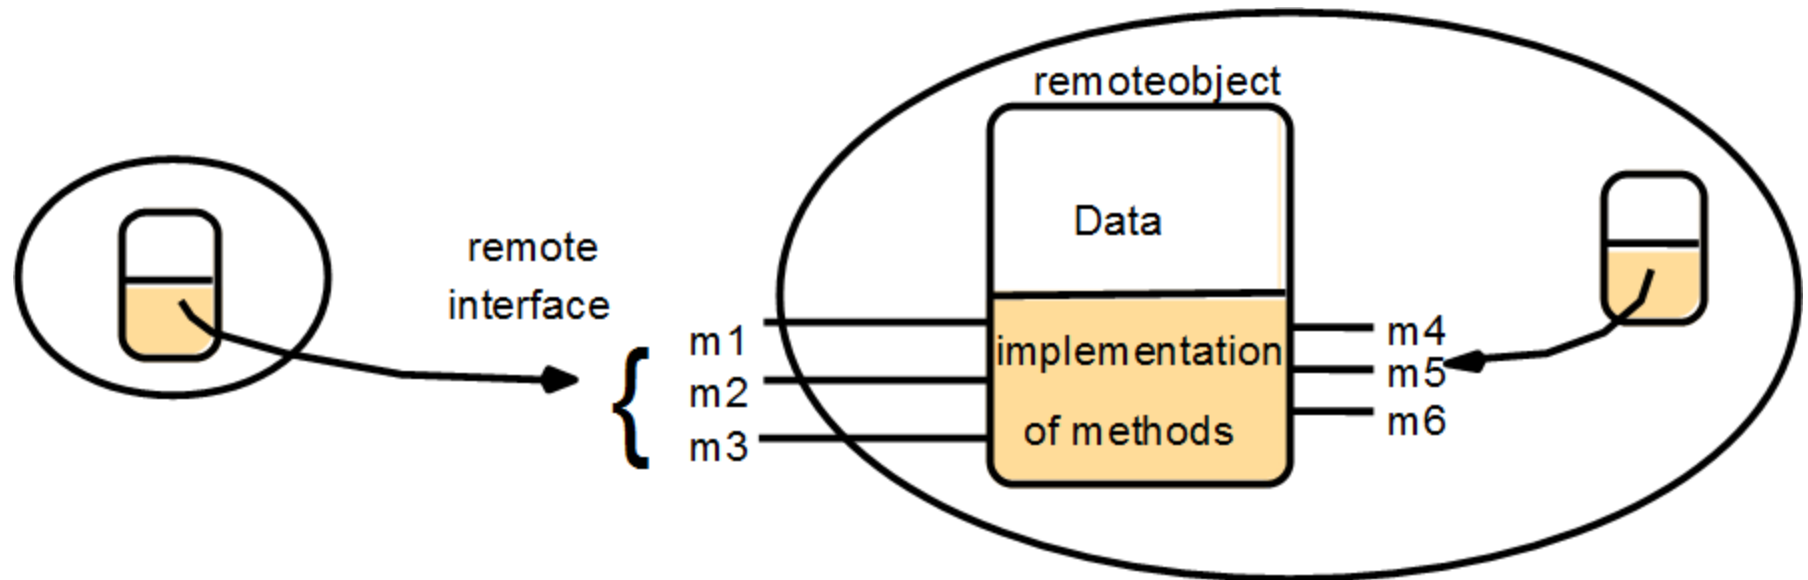 remoteobject
Data
remote
interface
{
m1
m2
m3
implementation
of methods
m4
m5
m6